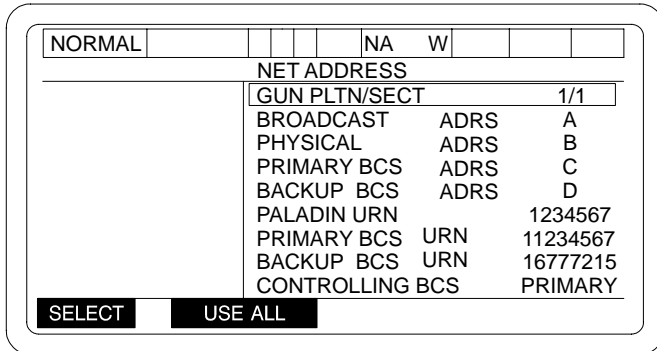 NORMAL NA W
NET ADDRESS
GUN PLTN/SECT 1/1
BROADCAST ADRS A
PHYSICAL ADRS B
PRIMARY BCS ADRS C
BACKUP BCS ADRS D
PALADIN URN 1234567
PRIMARY BCS URN 11234567
BACKUP BCS URN 16777215
CONTROLLING BCS PRIMARY
SELECT USE ALL